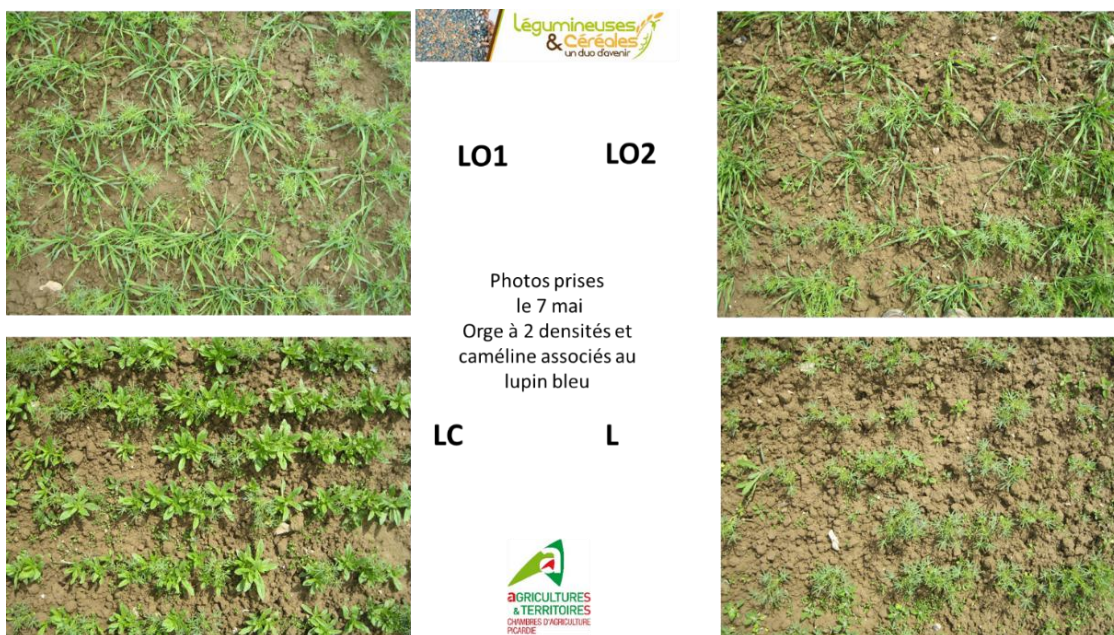 Légumineuses
& Céréales
un duo d'avenir
LO1
LO2
Photos prises
le 7 mai
Orge à 2 densités et
caméline associés au
lupin bleu
LC
L
a
AGRICULTURES
& TERRITOIRES
CHAMBRES D'AGRICULTURE
PICARDIE